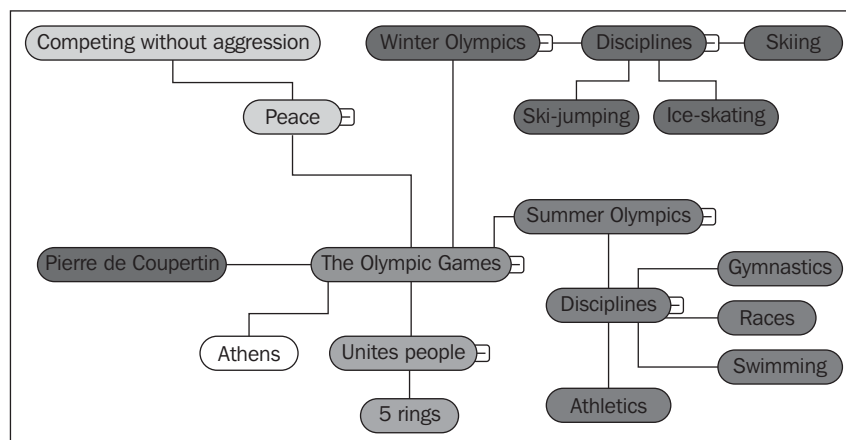 Competing without aggression
Winter Olympics
Disciplines
Skiing
Peace
Ski-jumping
Ice-skating
Summer Olympics
Pierre de Coupertin
The Olympic Games
Gymnastics
Disciplines
Races
Athens
Unites people
Swimming
5 rings
Athletics